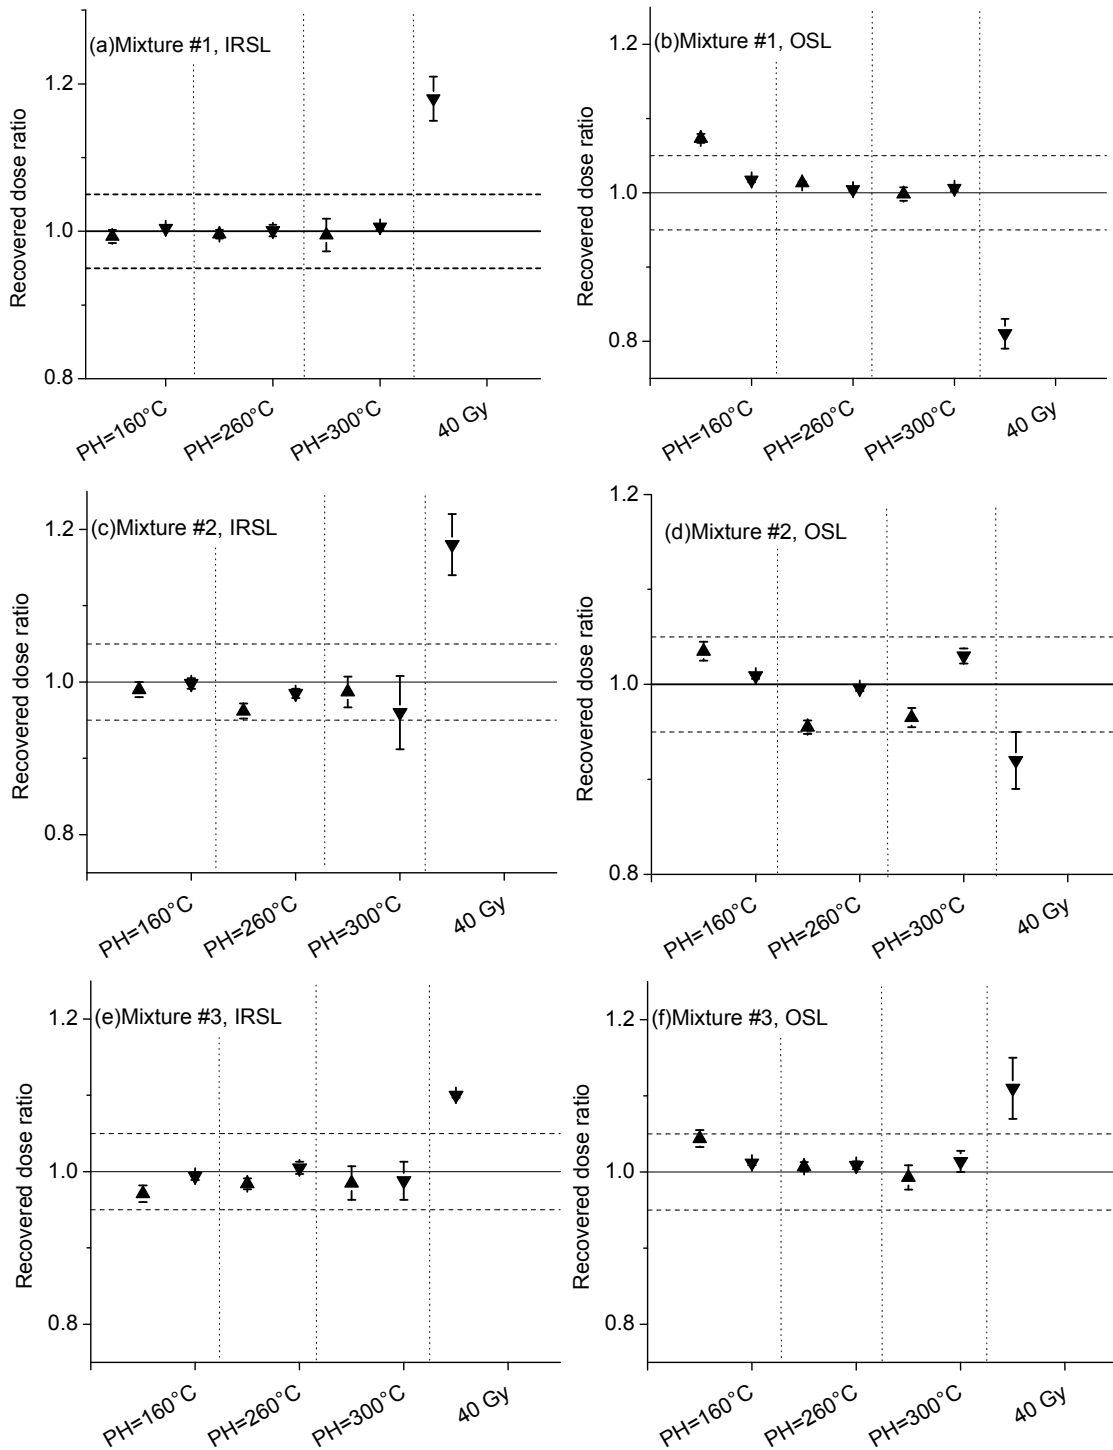 (a)Mixture #1, IRSL
Recovered dose ratio
1.2
1.0
0.8
PH=160°C
PH=260°C
PH=300°C
40 Gy
(b)Mixture #1, OSL
Recovered dose ratio
1.2
1.0
0.8
PH=160°C
PH=260°C
PH=300°C
40 Gy
(c)Mixture #2, IRSL
Recovered dose ratio
1.2
1.0
0.8
PH=160°C
PH=260°C
PH=300°C
40 Gy
(d)Mixture #2, OSL
Recovered dose ratio
1.2
1.0
0.8
PH=160°C
PH=260°C
PH=300°C
40 Gy
(e)Mixture #3, IRSL
Recovered dose ratio
1.2
1.0
0.8
PH=160°C
PH=260°C
PH=300°C
40 Gy
(f)Mixture #3, OSL
Recovered dose ratio
1.2
1.0
0.8
PH=160°C
PH=260°C
PH=300°C
40 Gy